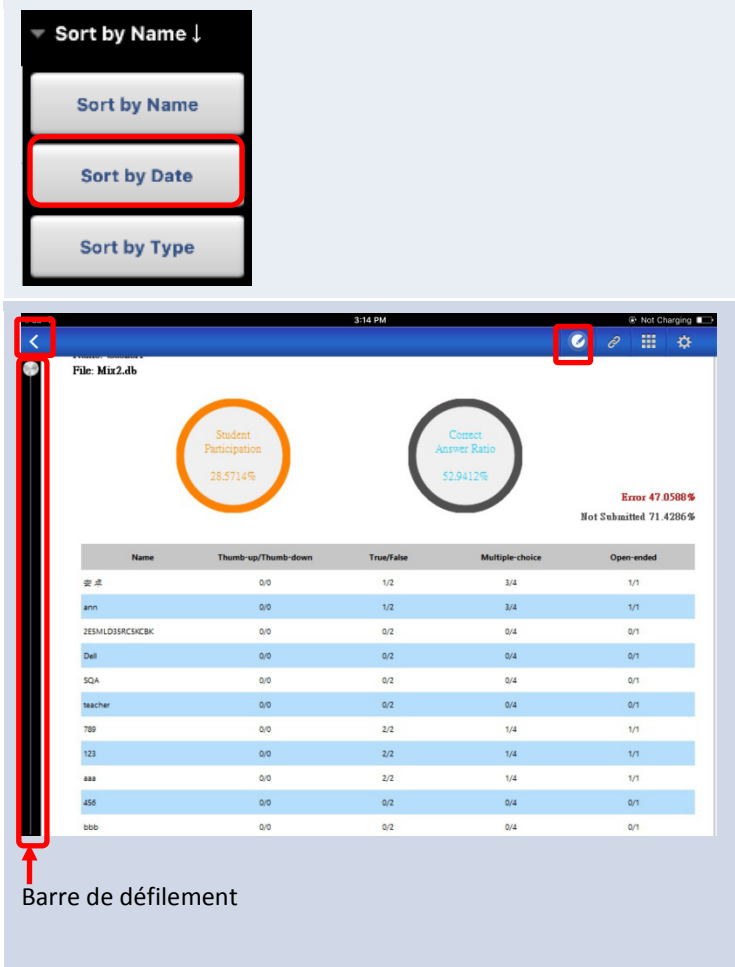 Sort by Name ↓
Sort by Name
Sort by Date
Sort by Type
3:14 PM
Not Charging
File: Mix2.db
Student
Participation
28.5714%
Correct
Answer Ratio
52.9412%
Error 47.0588%
Not Submitted 71.4286%
Name Thumb-up/Thumb-down True/False Multiple-choice Open-ended
安卓 0/0 1/2 3/4 1/1
ann 0/0 1/2 3/4 1/1
2ESMLD3SRCSKCBK 0/0 0/2 0/4 0/1
Dell 0/0 0/2 0/4 0/1
SQA 0/0 0/2 0/4 0/1
teacher 0/0 0/2 0/4 0/1
789 0/0 2/2 1/4 1/1
123 0/0 2/2 1/4 1/1
aaa 0/0 2/2 1/4 1/1
456 0/0 0/2 0/4 0/1
bbb 0/0 0/2 0/4 0/1
Barre de défilement